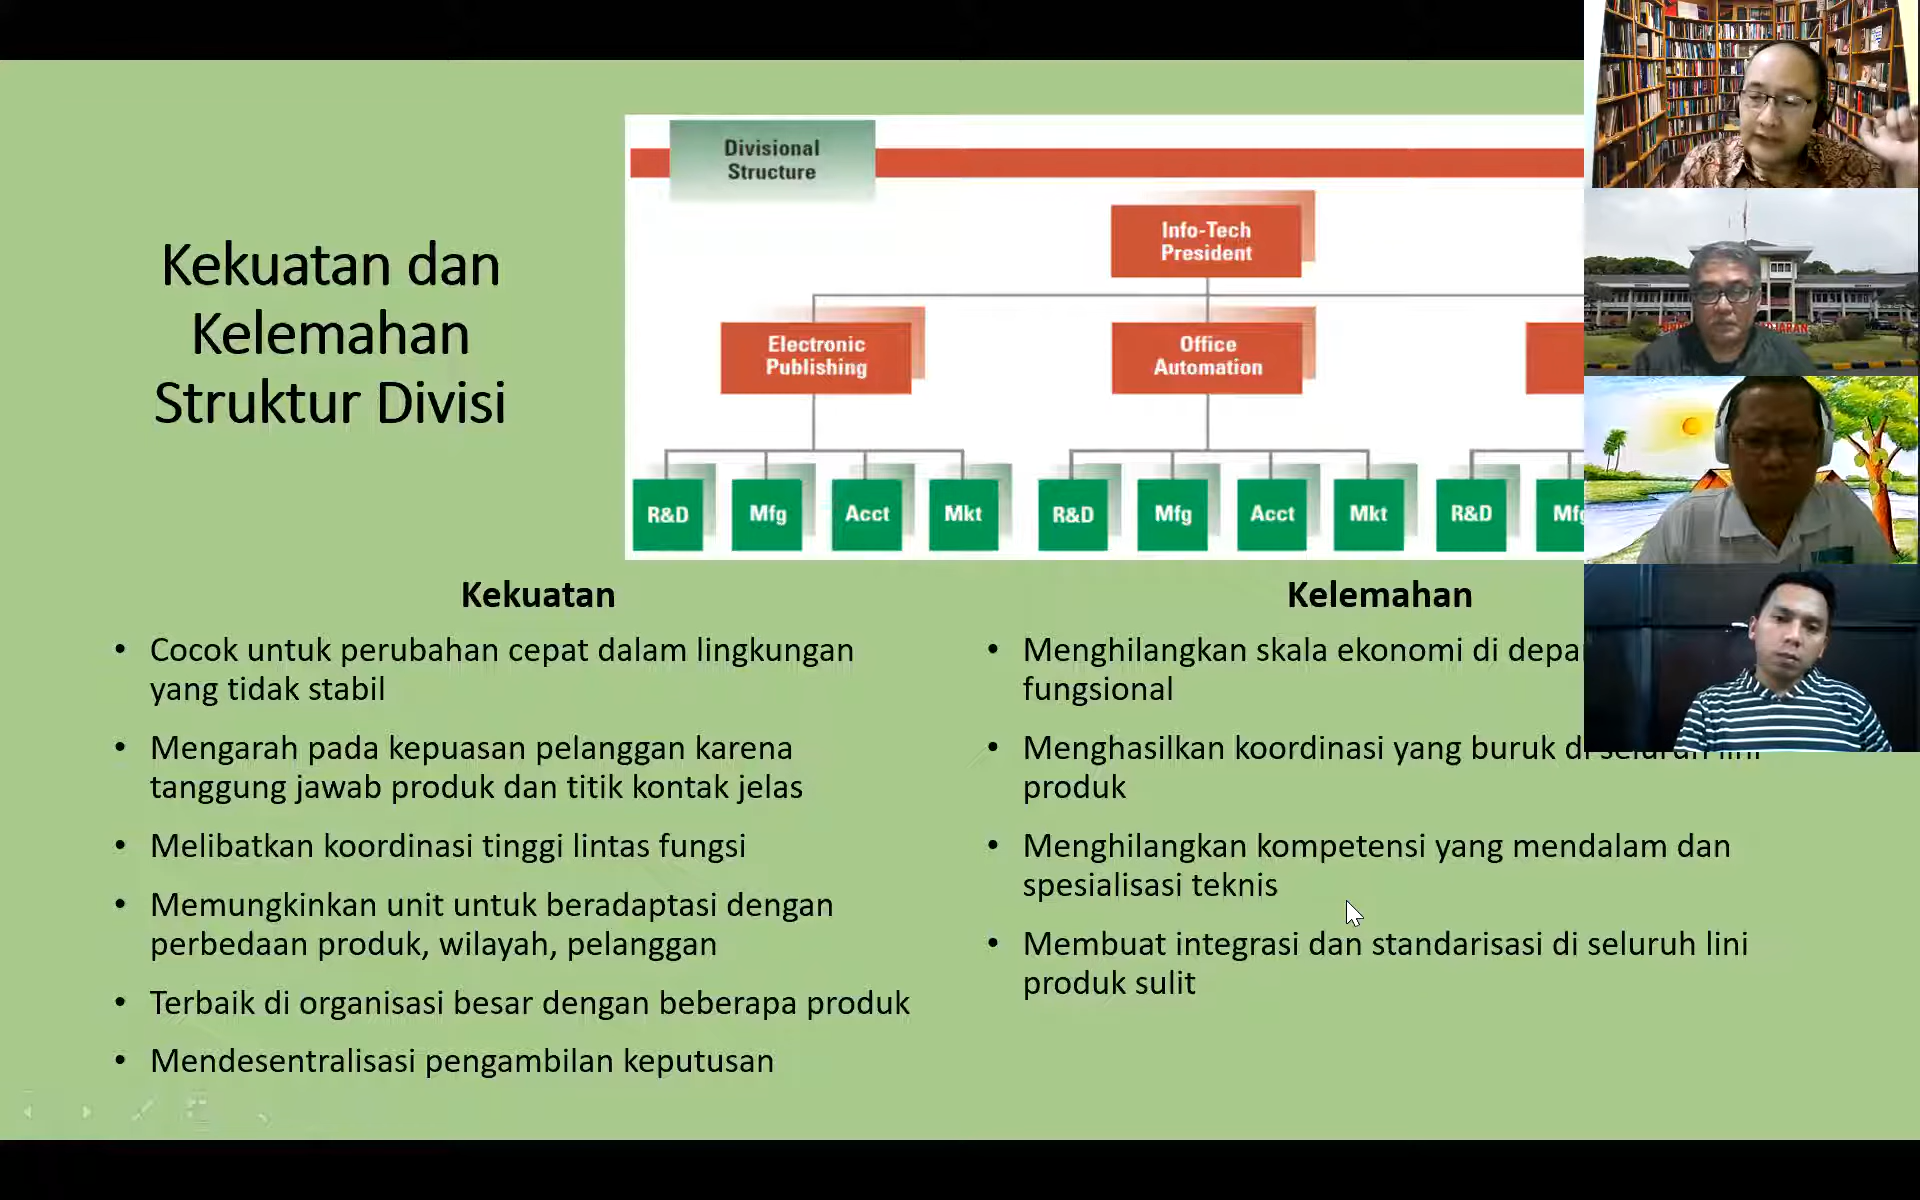 Divisional
Structure
Info-Tech
President
Kekuatan dan
Kelemahan
Struktur Divisi
Electronic
Publishing
Office
Automation
R&D
Mfg
Acct
Mkt
R&D
Mfg
Acct
Mkt
R&D
Kekuatan
• Cocok untuk perubahan cepat dalam lingkungan
yang tidak stabil
• Mengarah pada kepuasan pelanggan karena
tanggung jawab produk dan titik kontak jelas
• Melibatkan koordinasi tinggi lintas fungsi
• Memungkinkan unit untuk beradaptasi dengan
perbedaan produk, wilayah, pelanggan
• Terbaik di organisasi besar dengan beberapa produk
• Mendesentralisasi pengambilan keputusan
Kelemahan
• Menghilangkan skala ekonomi di
fungsional
• Menghasilkan koordinasi yang buruk di seluruh lini
produk
• Menghilangkan kompetensi yang mendalam dan
spesialisasi teknis
• Membuat integrasi dan standarisasi di seluruh lini
produk sulit